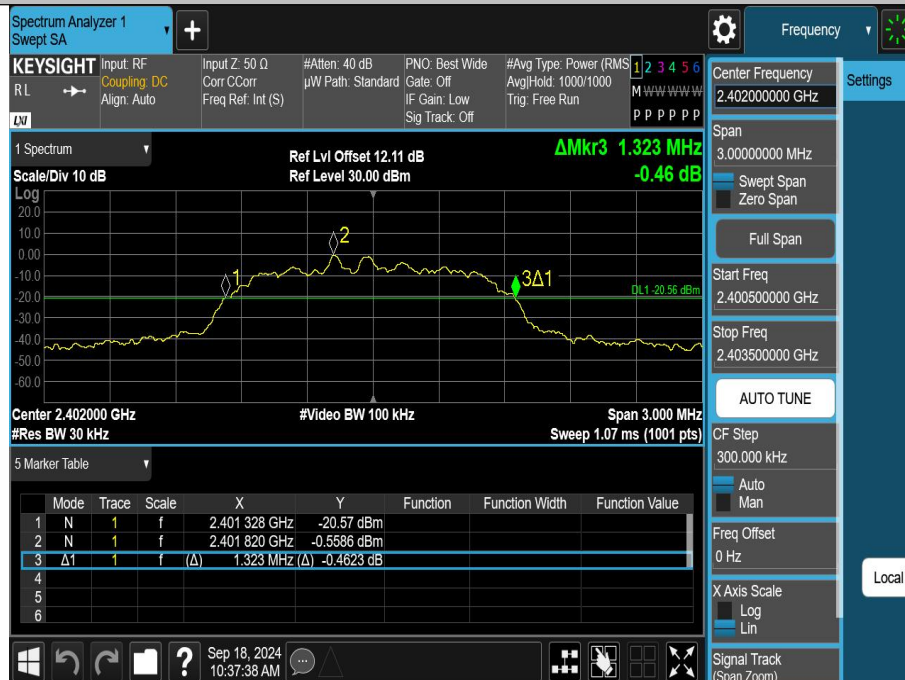 Spectrum Analyzer 1
Swept SA
Frequency
KEYSIGHT
RL
LXI
Input: RF
Coupling: DC
Align: Auto
Input Z: 50 Ω
Corr CCorr
Freq Ref: Int (S)
#Atten: 40 dB
µW Path: Standard
PNO: Best Wide
Gate: Off
IF Gain: Low
Sig Track: Off
#Avg Type: Power (RMS
Avg|Hold: 1000/1000
Trig: Free Run
1 2 3 4 5 6
M W W W W W
P P P P P P
1 Spectrum
Scale/Div 10 dB
Ref Lvl Offset 12.11 dB
Ref Level 30.00 dBm
ΔMkr3 1.323 MHz
-0.46 dB
Log
20.0
10.0
0.00
-10.0
-20.0
-30.0
-40.0
-50.0
-60.0
1
2
3Δ1
DL1 -20.56 dBm
Center 2.402000 GHz
#Video BW 100 kHz
Span 3.000 MHz
#Res BW 30 kHz
Sweep 1.07 ms (1001 pts)
5 Marker Table
Mode Trace Scale X Y Function Function Width Function Value
1 N 1 f 2.401 328 GHz -20.57 dBm
2 N 1 f 2.401 820 GHz -0.5586 dBm
3 Δ1 1 f (Δ) 1.323 MHz (Δ) -0.4623 dB
4
5
6
Sep 18, 2024
10:37:38 AM
Center Frequency
2.402000000 GHz
Settings
Span
3.00000000 MHz
Swept Span
Zero Span
Full Span
Start Freq
2.400500000 GHz
Stop Freq
2.403500000 GHz
AUTO TUNE
CF Step
300.000 kHz
Auto
Man
Freq Offset
0 Hz
Local
X Axis Scale
Log
Lin
Signal Track
(Span Zoom)